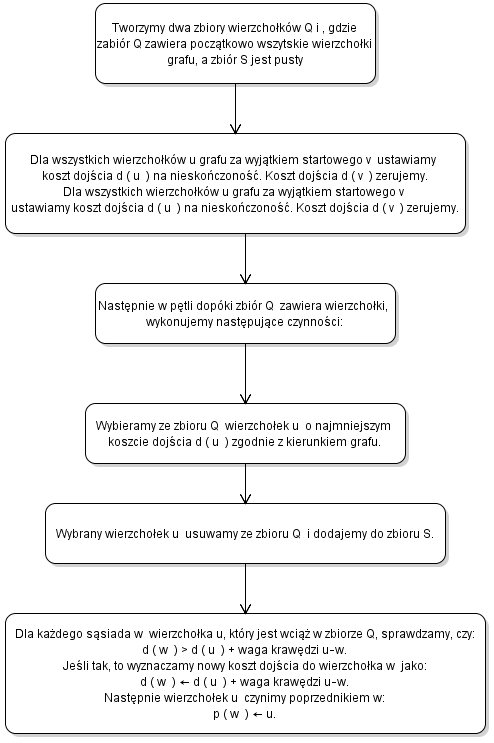 Tworzymy dwa zbiory wierzchołków Q i , gdzie
zabiór Q zawiera początkowo wszytskie wierzchołki
grafu, a zbiór S jest pusty
Dla wszystkich wierzchołków u grafu za wyjątkiem startowego v ustawiamy
koszt dojścia d ( u ) na nieskończoność. Koszt dojścia d ( v ) zerujemy.
Dla wszystkich wierzchołków u grafu za wyjątkiem startowego v
ustawiamy koszt dojścia d ( u ) na nieskończoność. Koszt dojścia d ( v ) zerujemy.
Następnie w pętli dopóki zbiór Q zawiera wierzchołki,
wykonujemy następujące czynności:
Wybieramy ze zbioru Q wierzchołek u o najmniejszym
koszcie dojścia d ( u ) zgodnie z kierunkiem grafu.
Wybrany wierzchołek u usuwamy ze zbioru Q i dodajemy do zbioru S.
Dla każdego sąsiada w wierzchołka u, który jest wciąż w zbiorze Q, sprawdzamy, czy:
d ( w ) > d ( u ) + waga krawędzi u-w.
Jeśli tak, to wyznaczamy nowy koszt dojścia do wierzchołka w jako:
d ( w ) ← d ( u ) + waga krawędzi u-w.
Następnie wierzchołek u czynimy poprzednikiem w:
p ( w ) ← u.